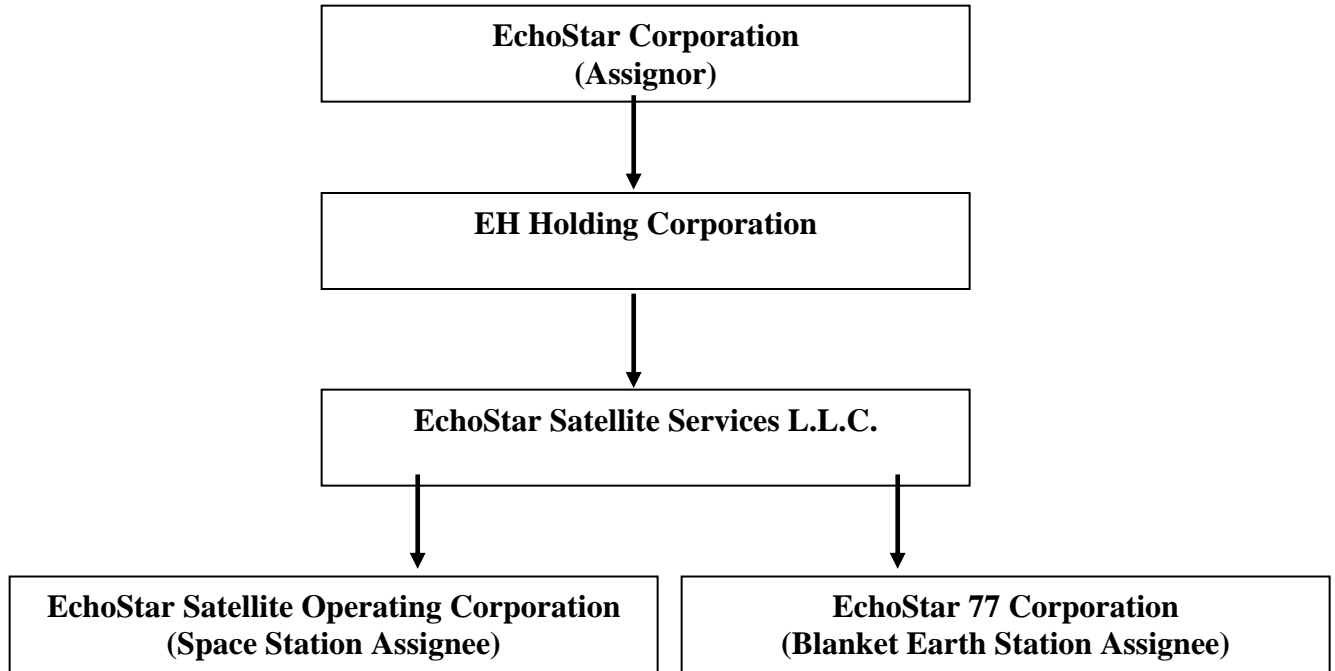 EchoStar Corporation
(Assignor)
EH Holding Corporation
EchoStar Satellite Services L.L.C.
EchoStar Satellite Operating Corporation
(Space Station Assignee)
EchoStar 77 Corporation
(Blanket Earth Station Assignee)